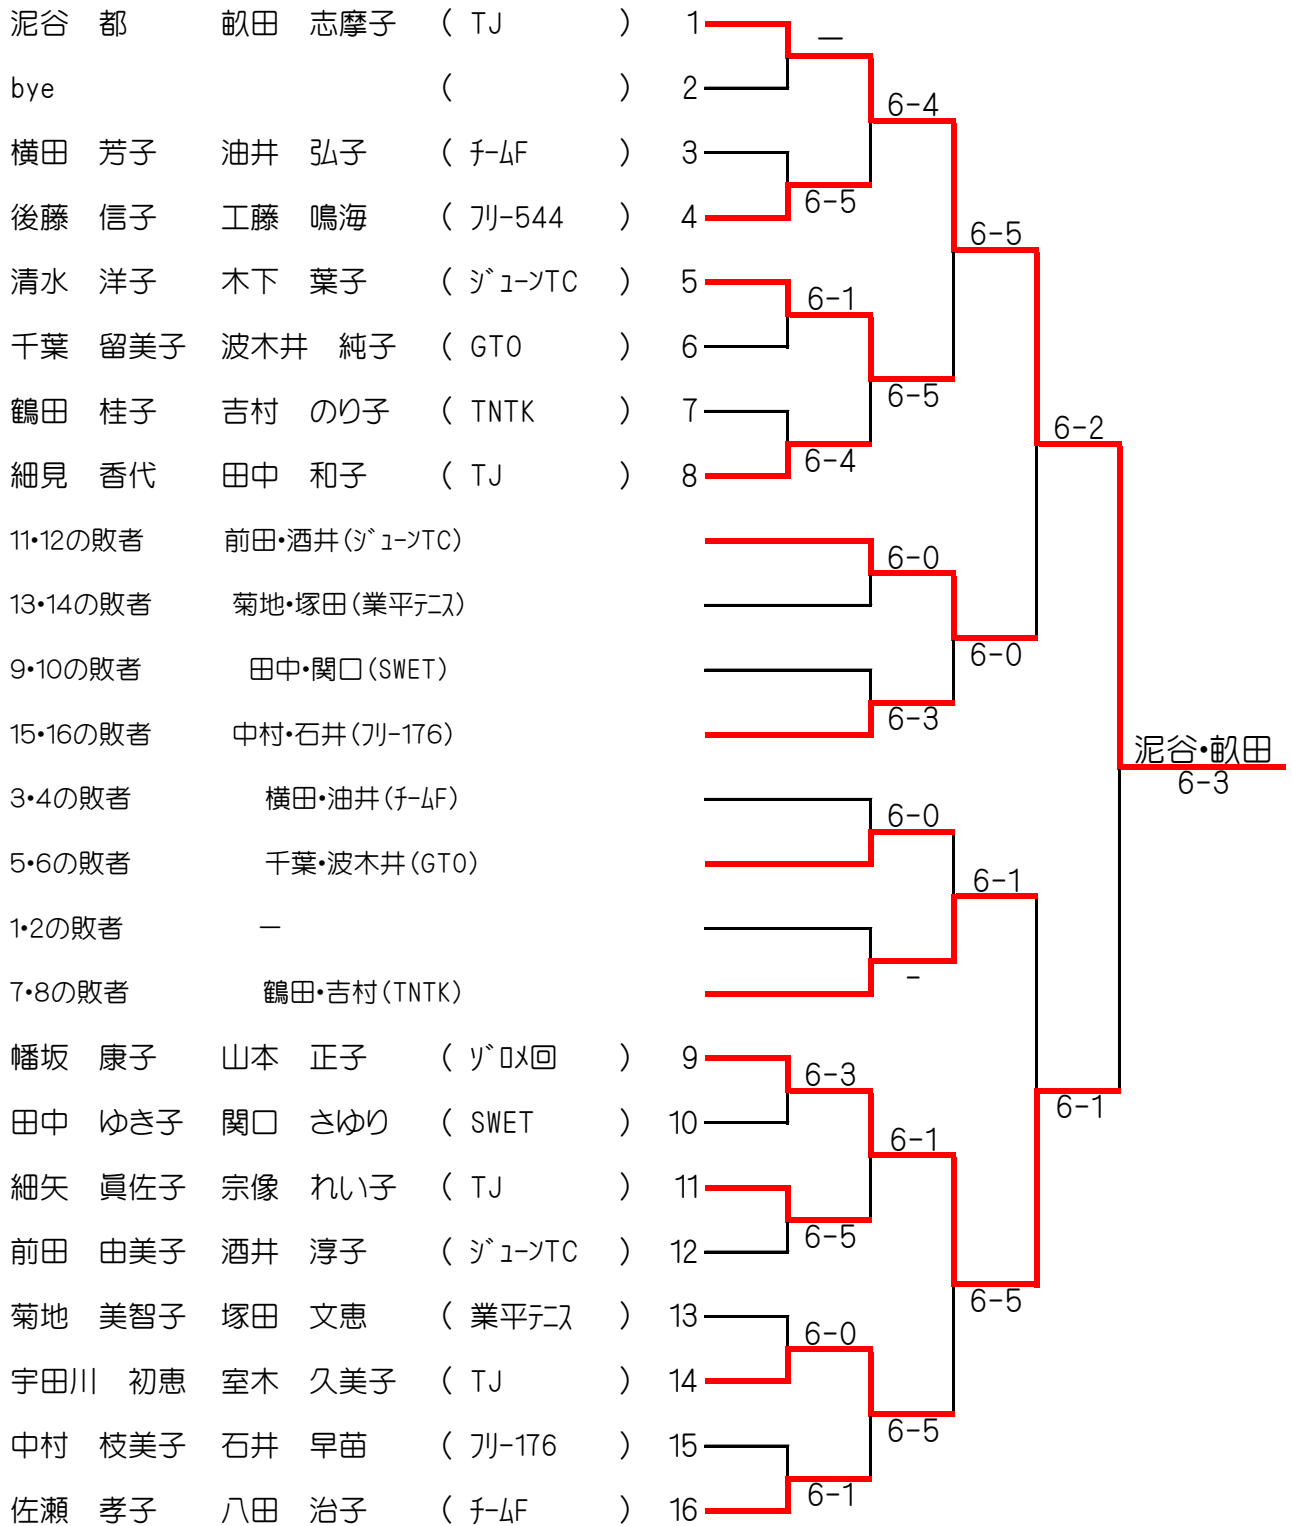 泥谷　都　畝田　志摩子　( TJ )　1
—
bye　( )　2
6-4
横田　芳子　油井　弘子　( ﾁｰﾑF )　3
6-5
後藤　信子　工藤　鳴海　( ﾌﾘｰ544 )　4
6-5
清水　洋子　木下　葉子　( ｼﾞｭｰﾝTC )　5
6-1
千葉　留美子　波木井　純子　( GTO )　6
6-5
鶴田　桂子　吉村　のり子　( TNTK )　7
6-2
6-4
細見　香代　田中　和子　( TJ )　8
11・12の敗者　前田・酒井(ｼﾞｭｰﾝTC)
6-0
13・14の敗者　菊地・塚田(業平ﾃﾆｽ)
6-0
9・10の敗者　田中・関口(SWET)
6-3
15・16の敗者　中村・石井(ﾌﾘｰ176)
泥谷・畝田
6-3
3・4の敗者　横田・油井(ﾁｰﾑF)
6-0
5・6の敗者　千葉・波木井(GTO)
6-1
1・2の敗者　—
-
7・8の敗者　鶴田・吉村(TNTK)
幡坂　康子　山本　正子　( ｿﾞﾛﾒ回 )　9
6-3
6-1
田中　ゆき子　関口　さゆり　( SWET )　10
6-1
細矢　眞佐子　宗像　れい子　( TJ )　11
6-5
前田　由美子　酒井　淳子　( ｼﾞｭｰﾝTC )　12
6-5
菊地　美智子　塚田　文恵　( 業平ﾃﾆｽ )　13
6-0
宇田川　初恵　室木　久美子　( TJ )　14
6-5
中村　枝美子　石井　早苗　( ﾌﾘｰ176 )　15
6-1
佐瀬　孝子　八田　治子　( ﾁｰﾑF )　16